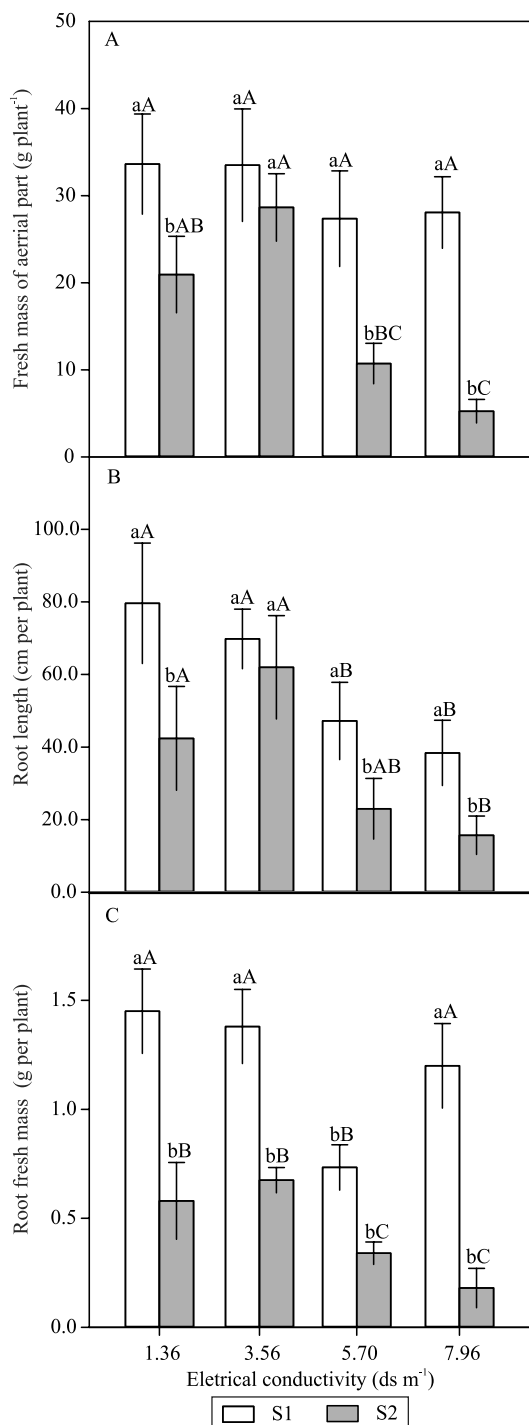 A
50
40
30
20
10
0
Fresh mass of aerrial part (g plant-1)
aA
aA
aA
aA
aA
bAB
bBC
bC
B
100.0
80.0
60.0
40.0
20.0
0.0
Root length (cm per plant)
aA
aA
aA
bA
aB
aB
bAB
bB
C
1.5
1.0
0.5
0.0
Root fresh mass (g per plant)
aA
aA
aA
bB
bB
bB
bC
bC
1.36 3.56 5.70 7.96
Eletrical conductivity (ds m-1)
S1 S2